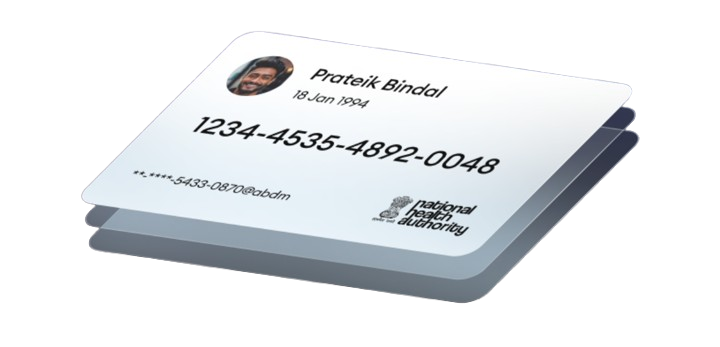 Prateik Bindal
18 Jan 1994
1234-4535-4892-0048
**-****-5433-0870@abdm
national
health
authority